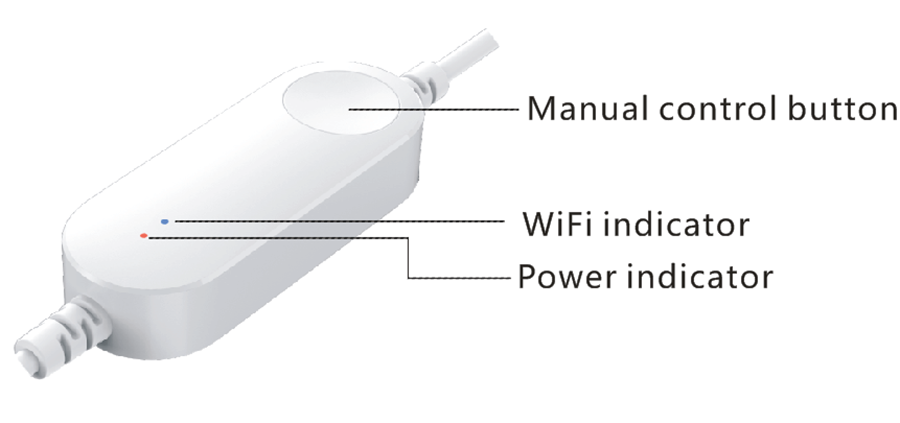 Manual control button
WiFi indicator
Power indicator